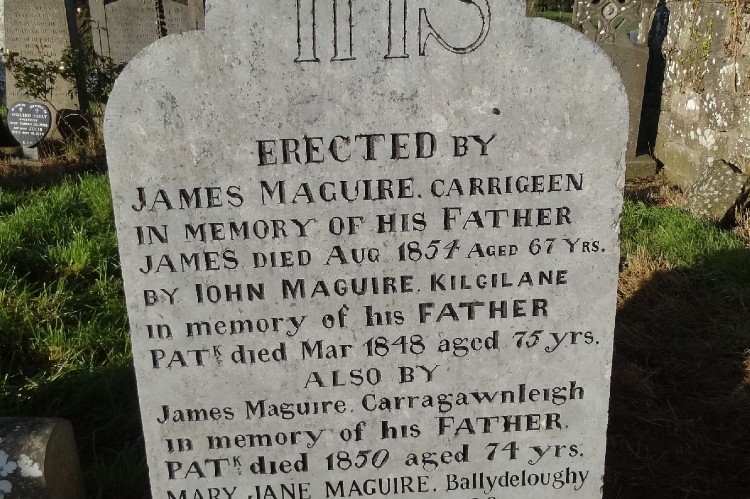 IHS
ERECTED BY
JAMES MAGUIRE. CARRIGEEN
IN MEMORY OF HIS FATHER
JAMES DIED AUG 1854 AGED 67 YRS.
BY IOHN MAGUIRE. KILGILANE
in memory of his FATHER
PATK died Mar 1848 aged 75 yrs.
ALSO BY
James Maguire. Carragawnleigh
in memory of his FATHER.
PATK died 1850 aged 74 yrs.
MARY JANE MAGUIRE. Ballydeloughy